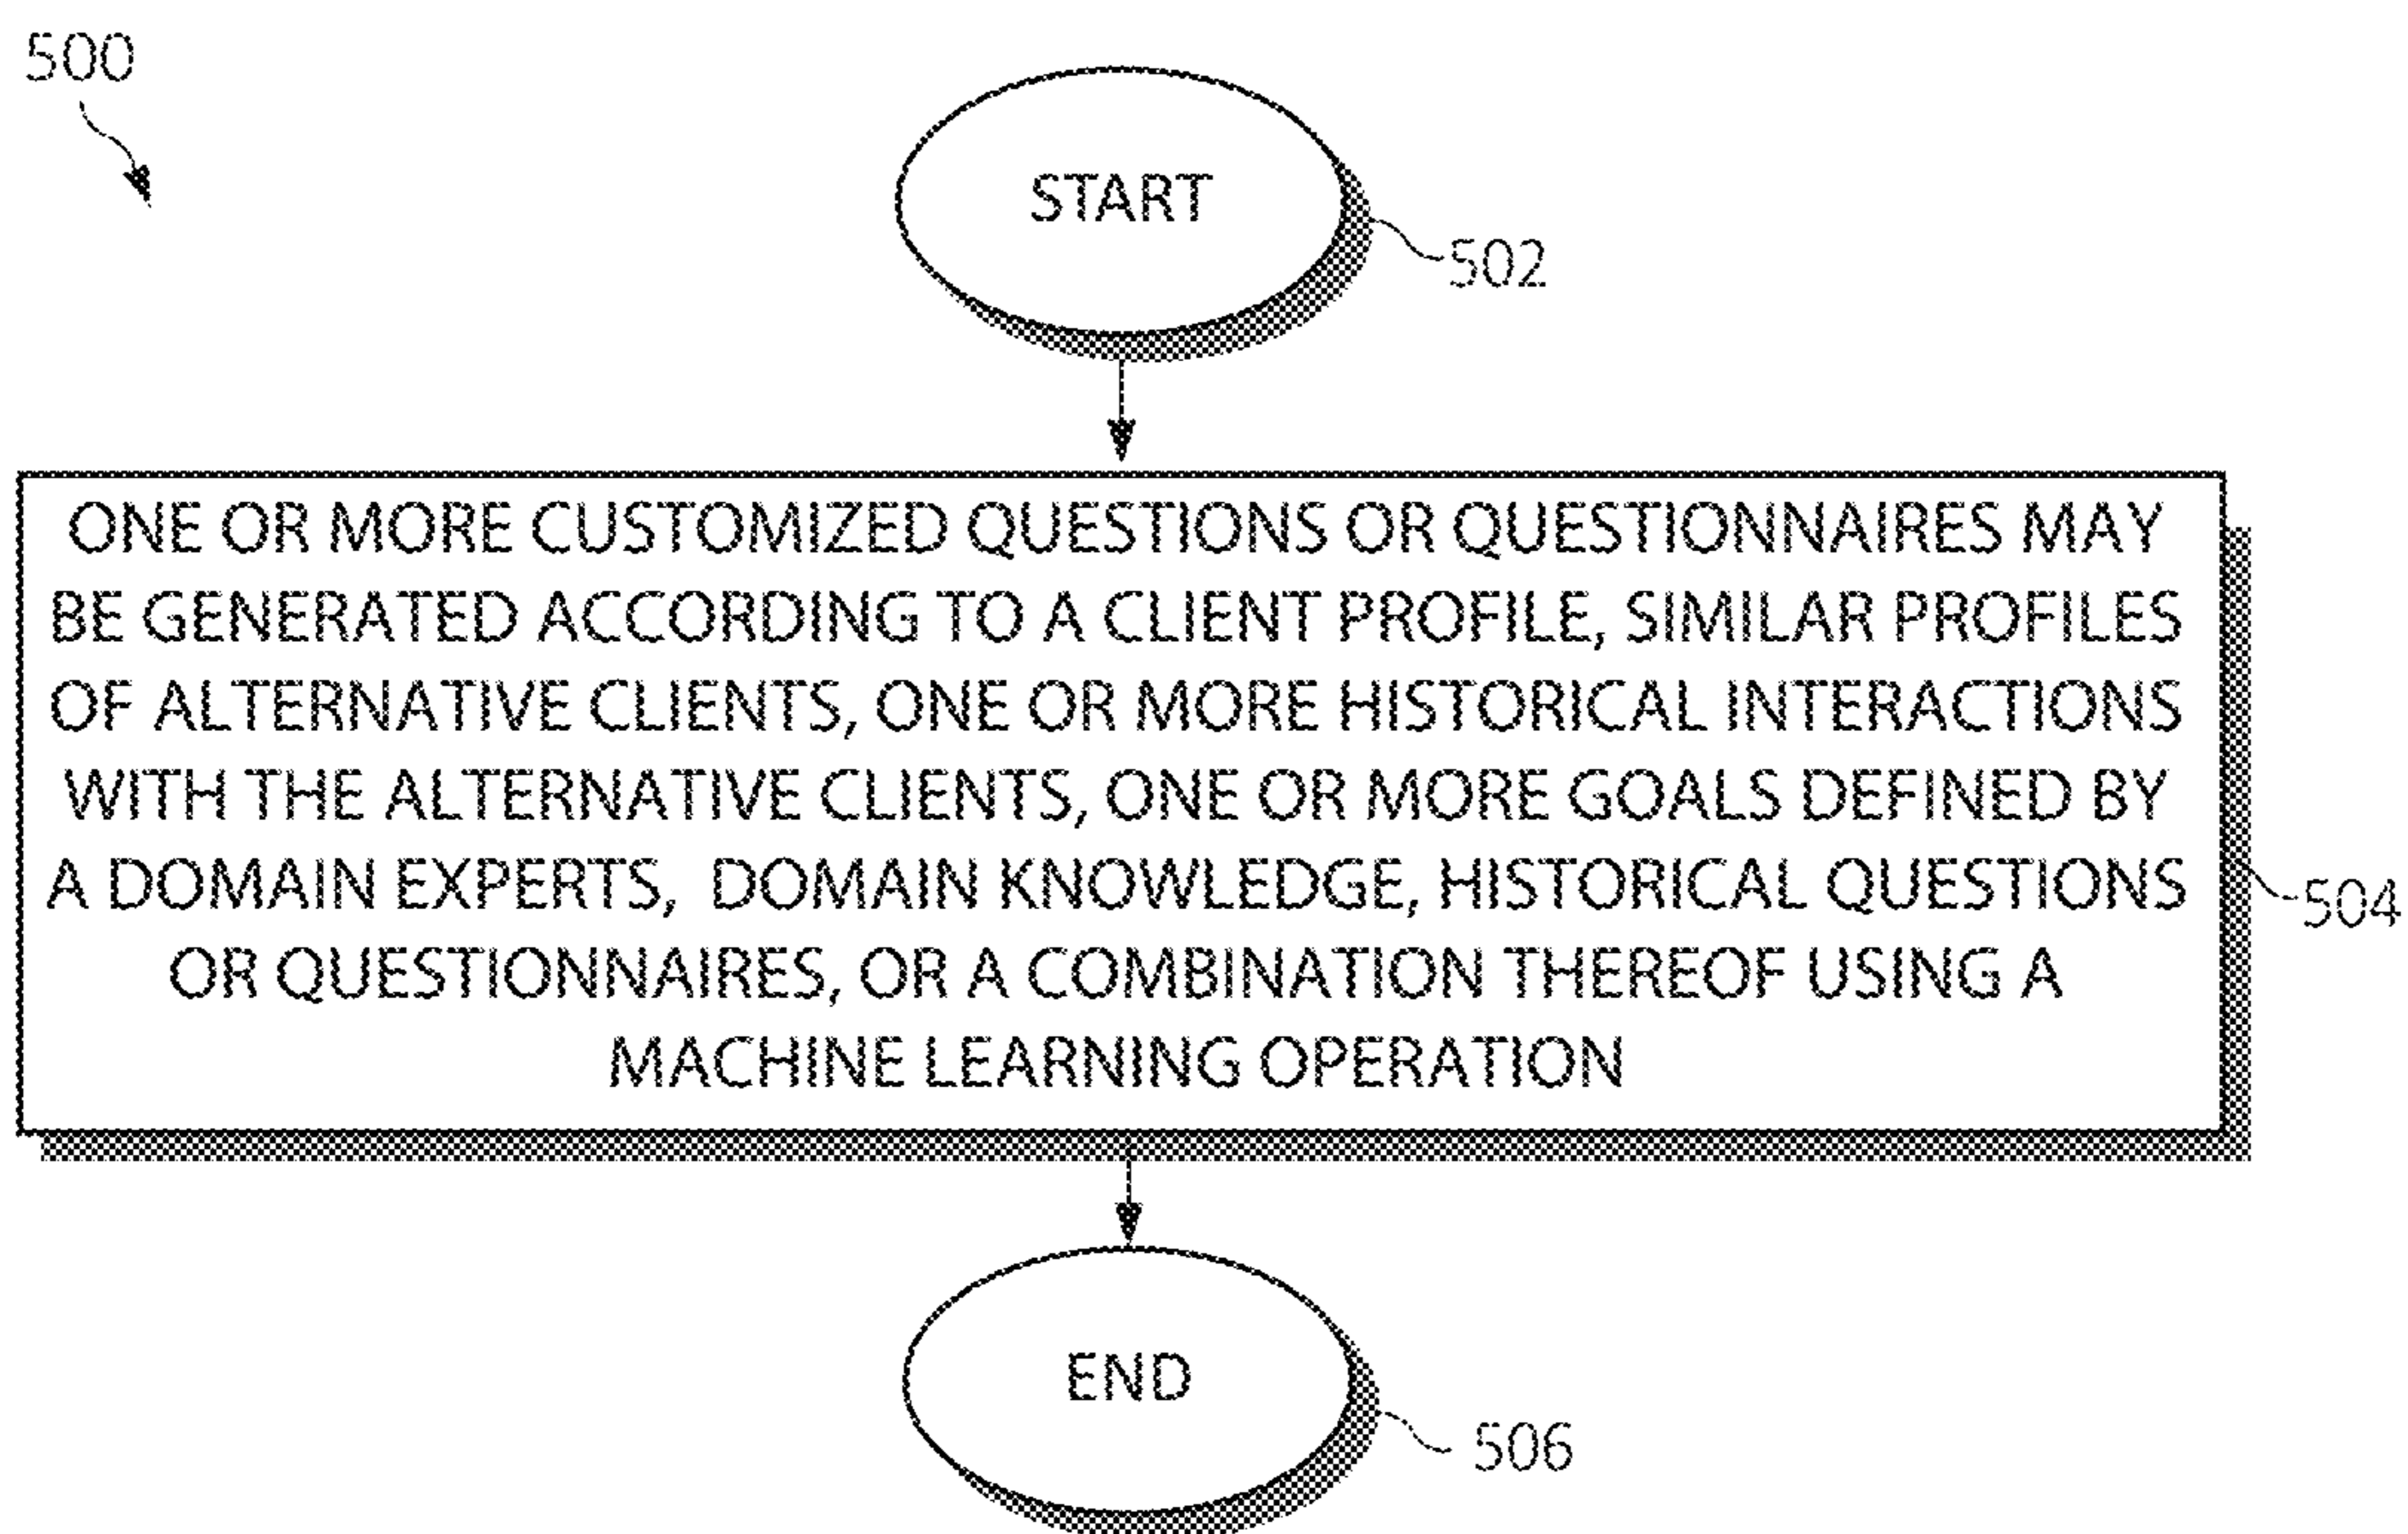 500
START
502
ONE OR MORE CUSTOMIZED QUESTIONS OR QUESTIONNAIRES MAY
BE GENERATED ACCORDING TO A CLIENT PROFILE, SIMILAR PROFILES
OF ALTERNATIVE CLIENTS, ONE OR MORE HISTORICAL INTERACTIONS
WITH THE ALTERNATIVE CLIENTS, ONE OR MORE GOALS DEFINED BY
A DOMAIN EXPERTS, DOMAIN KNOWLEDGE, HISTORICAL QUESTIONS
OR QUESTIONNAIRES, OR A COMBINATION THEREOF USING A
MACHINE LEARNING OPERATION
504
END
506